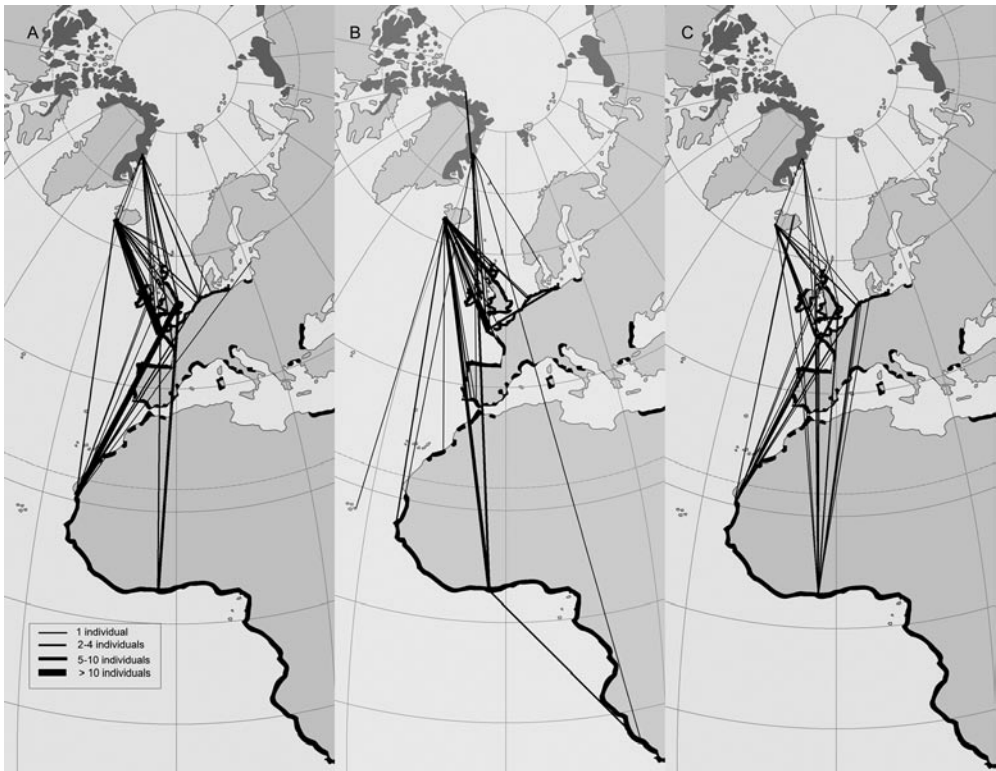 A
B
C
1 individual
2-4 individuals
5-10 individuals
> 10 individuals